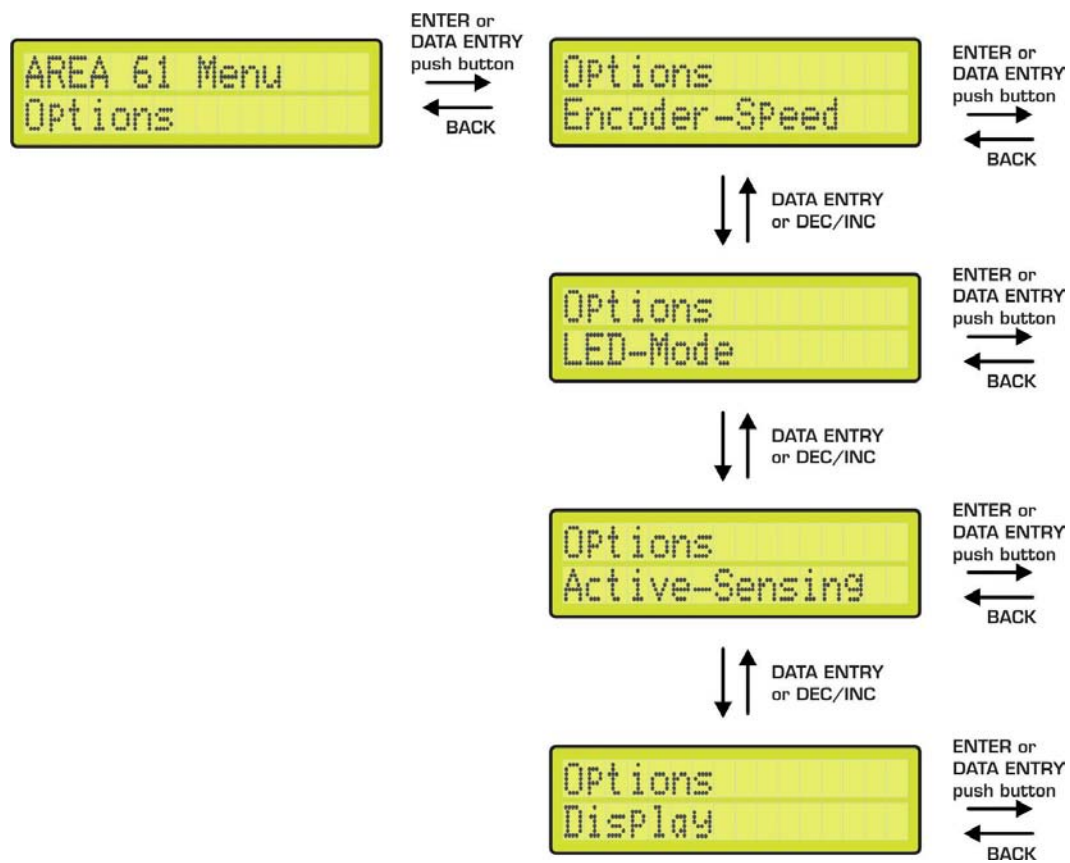 AREA 61 Menu
Options
ENTER or
DATA ENTRY
push button
BACK
Options
Encoder-Speed
ENTER or
DATA ENTRY
push button
BACK
DATA ENTRY
or DEC/INC
Options
LED-Mode
ENTER or
DATA ENTRY
push button
BACK
DATA ENTRY
or DEC/INC
Options
Active-Sensing
ENTER or
DATA ENTRY
push button
BACK
DATA ENTRY
or DEC/INC
Options
Display
ENTER or
DATA ENTRY
push button
BACK